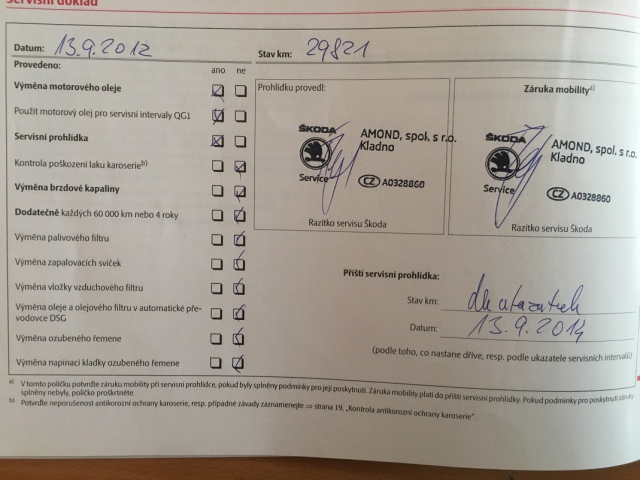 Servisní doklad
Datum: 13.9.2012 Stav km: 29821
Provedeno: ano ne
Výměna motorového oleje
Použit motorový olej pro servisní intervaly QG1
Servisní prohlídka
Kontrola poškození laku karoserie b)
Výměna brzdové kapaliny
Dodatečně každých 60 000 km nebo 4 roky
Výměna palivového filtru
Výměna zapalovacích svíček
Výměna vložky vzduchového filtru
Výměna oleje a olejového filtru v automatické pře-
vodovce DSG
Výměna ozubeného řemene
Výměna napínací kladky ozubeného řemene
Prohlídku provedl:
ŠKODA
Service
AMOND, spol. s r.o.
Kladno
CZ A0328860
Razítko servisu Škoda
Záruka mobility a)
ŠKODA
Service
AMOND, spol. s r.o.
Kladno
CZ A0328860
Razítko servisu Škoda
Příští servisní prohlídka:
Stav km:
Datum: 13.9.2014
(podle toho, co nastane dříve, resp. podle ukazatele servisních intervalů)
a) V tomto políčku potvrďte záruku mobility při servisní prohlídce, pokud byly splněny podmínky pro její poskytnutí. Záruka mobility platí do příští servisní prohlídky. Pokud podmínky pro poskytnutí záruky
splněny nebyly, políčko proškrtněte.
b) Potvrďte neporušenost antikorozní ochrany karoserie, resp. případné závady zaznamenejte ⇒ strana 19, „Kontrola antikorozní ochrany karoserie“.